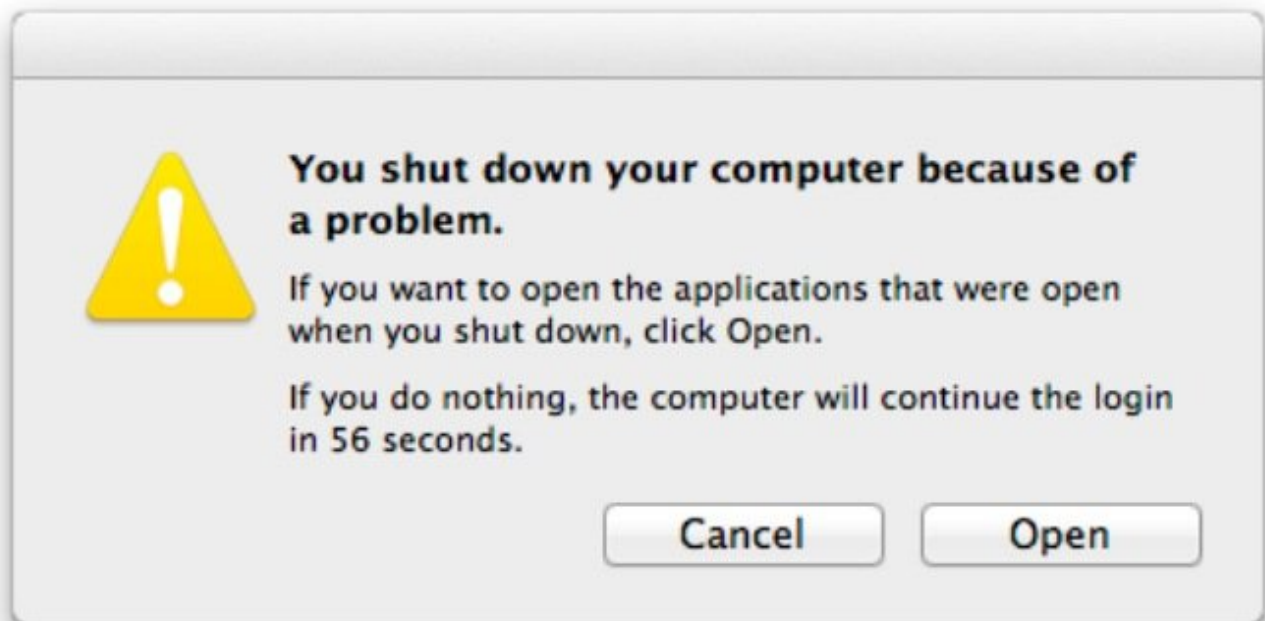 You shut down your computer because of
a problem.
If you want to open the applications that were open
when you shut down, click Open.
If you do nothing, the computer will continue the login
in 56 seconds.
Cancel Open